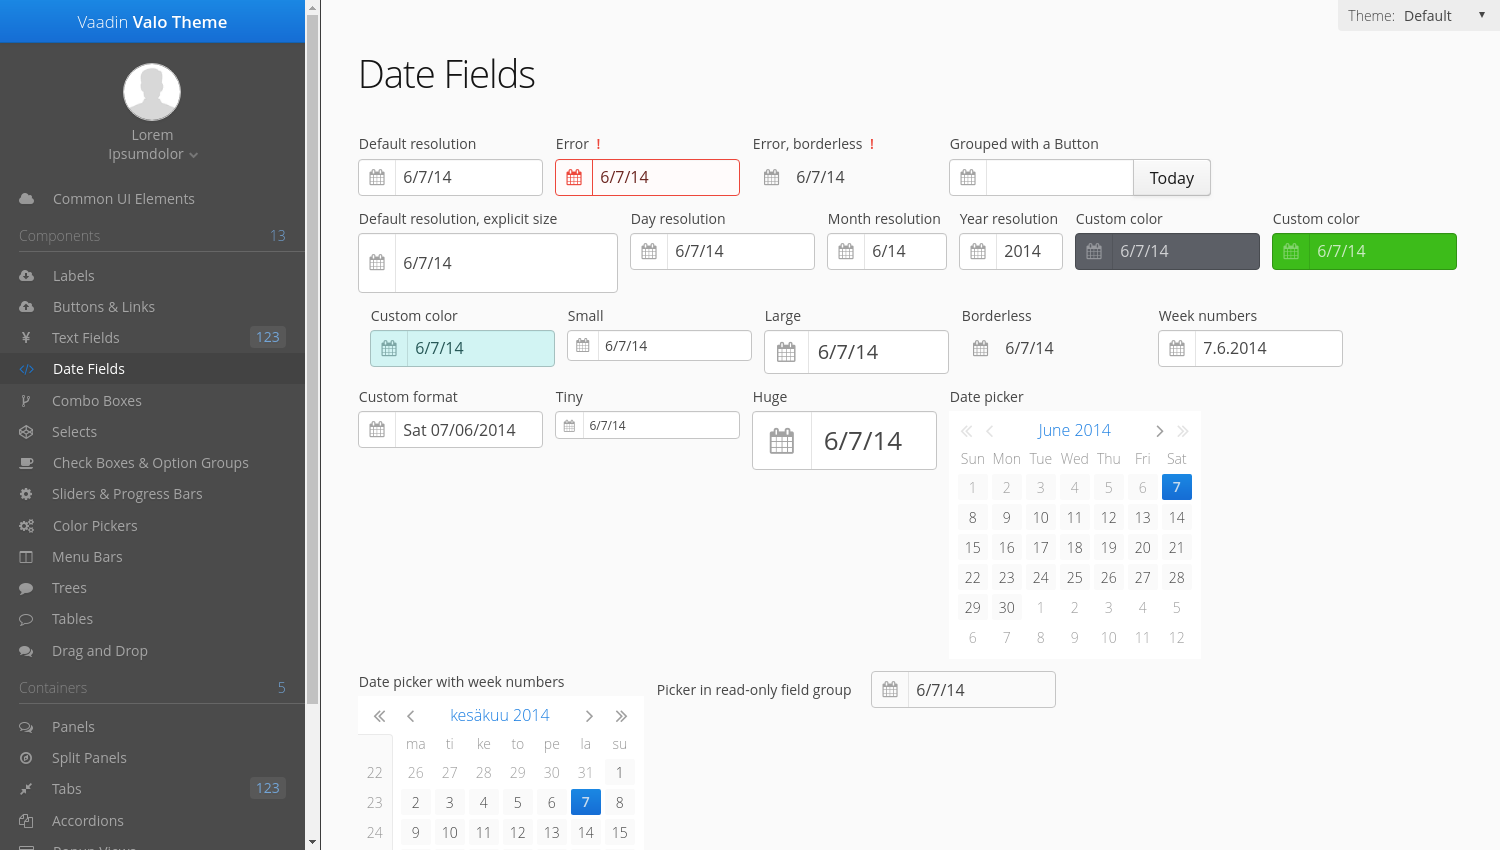 Vaadin Valo Theme
Lorem
Ipsumdolor
Common UI Elements
Components 13
Labels
Buttons & Links
Text Fields 123
Date Fields
Combo Boxes
Selects
Check Boxes & Option Groups
Sliders & Progress Bars
Color Pickers
Menu Bars
Trees
Tables
Drag and Drop
Containers 5
Panels
Split Panels
Tabs 123
Accordions
Popup Views
Theme: Default
Date Fields
Default resolution Error ! Error, borderless ! Grouped with a Button
6/7/14 6/7/14 6/7/14 Today
Default resolution, explicit size Day resolution Month resolution Year resolution Custom color Custom color
6/7/14 6/7/14 6/14 2014 6/7/14 6/7/14
Custom color Small Large Borderless Week numbers
6/7/14 6/7/14 6/7/14 6/7/14 7.6.2014
Custom format Tiny Huge Date picker
Sat 07/06/2014 6/7/14 6/7/14
June 2014
Sun Mon Tue Wed Thu Fri Sat
1 2 3 4 5 6 7
8 9 10 11 12 13 14
15 16 17 18 19 20 21
22 23 24 25 26 27 28
29 30 1 2 3 4 5
6 7 8 9 10 11 12
Date picker with week numbers
kesäkuu 2014
ma ti ke to pe la su
22 26 27 28 29 30 31 1
23 2 3 4 5 6 7 8
24 9 10 11 12 13 14 15
Picker in read-only field group 6/7/14